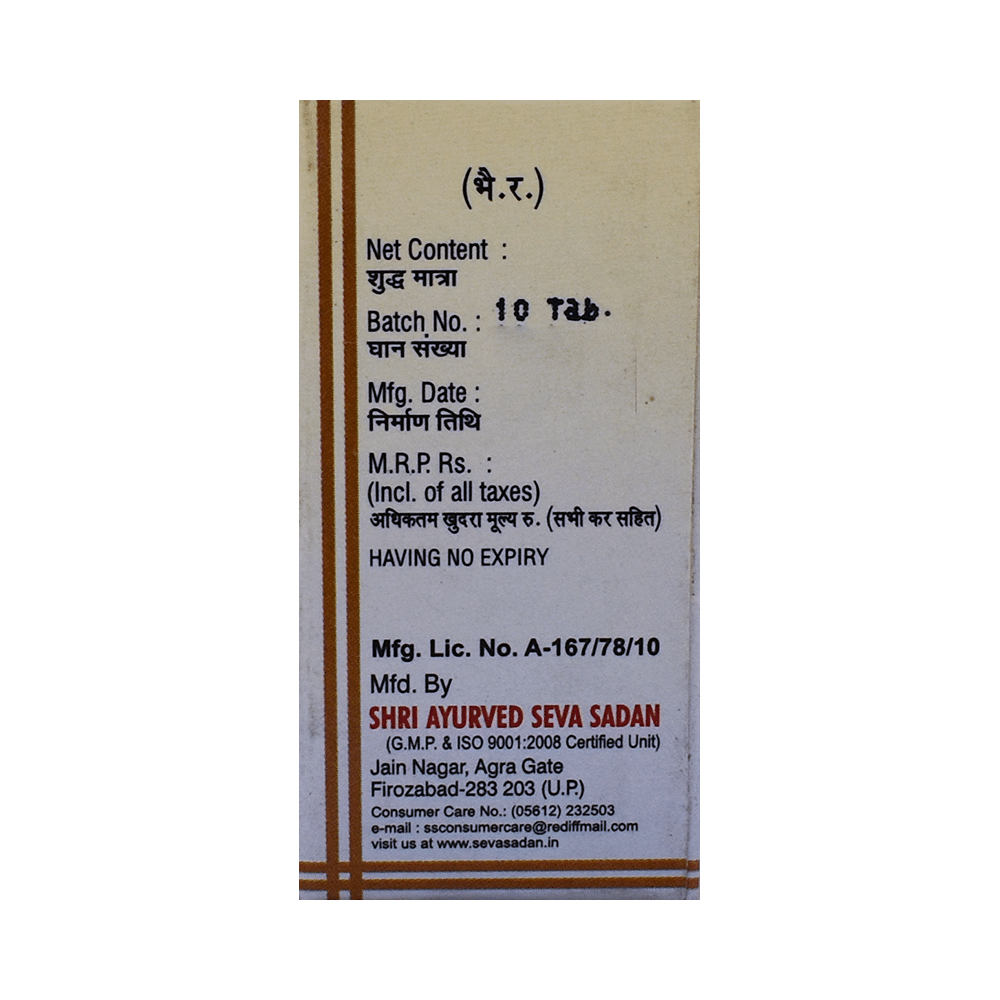 (भै.र.)
Net Content :
शुद्ध मात्रा
10 Tab.
Batch No. :
घान संख्या
Mfg. Date :
निर्माण तिथि
M.R.P. Rs. :
(Incl. of all taxes)
अधिकतम खुदरा मूल्य रु. (सभी कर सहित)
HAVING NO EXPIRY
Mfg. Lic. No. A-167/78/10
Mfd. By
SHRI AYURVED SEVA SADAN
(G.M.P. & ISO 9001:2008 Certified Unit)
Jain Nagar, Agra Gate
Firozabad-283 203 (U.P.)
Consumer Care No.: (05612) 232503
e-mail : ssconsumercare@rediffmail.com
visit us at www.sevasadan.in